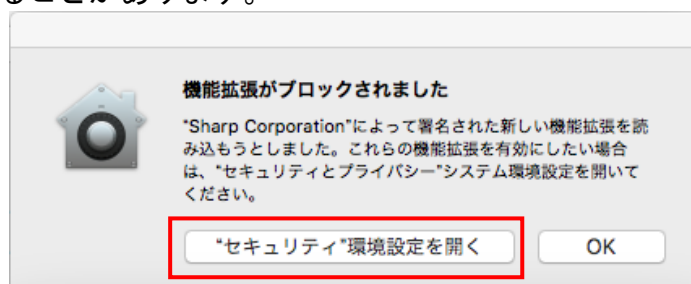 ることがあります。
機能拡張がブロックされました
"Sharp Corporation"によって署名された新しい機能拡張を読
み込もうとしました。これらの機能拡張を有効にしたい場合
は、"セキュリティとプライバシー"システム環境設定を開いて
ください。
"セキュリティ"環境設定を開く
OK